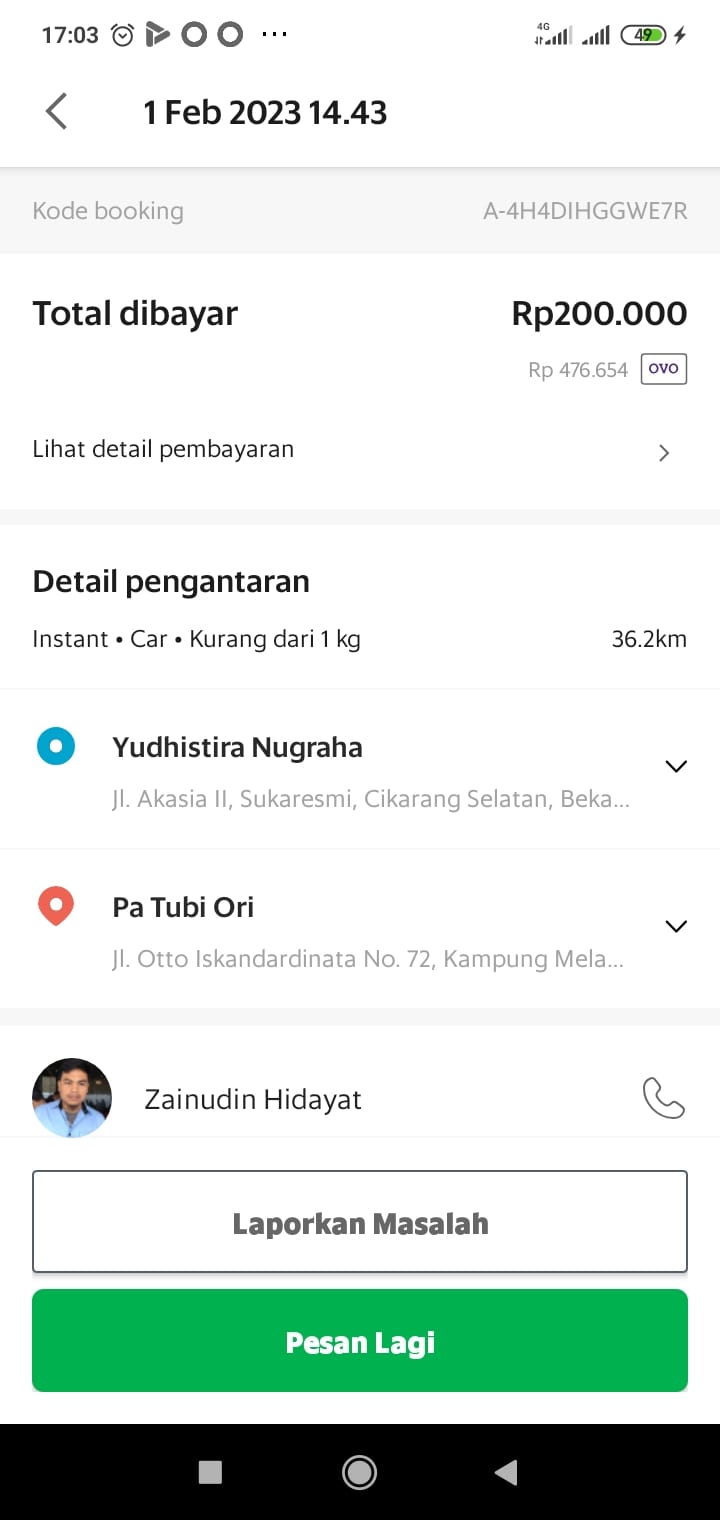 17:03
4G
49
1 Feb 2023 14.43
Kode booking A-4H4DIHGGWE7R
Total dibayar Rp200.000
Rp 476.654 OVO
Lihat detail pembayaran
Detail pengantaran
Instant • Car • Kurang dari 1 kg 36.2km
Yudhistira Nugraha
Jl. Akasia II, Sukaresmi, Cikarang Selatan, Beka...
Pa Tubi Ori
Jl. Otto Iskandardinata No. 72, Kampung Mela...
Zainudin Hidayat
Laporkan Masalah
Pesan Lagi